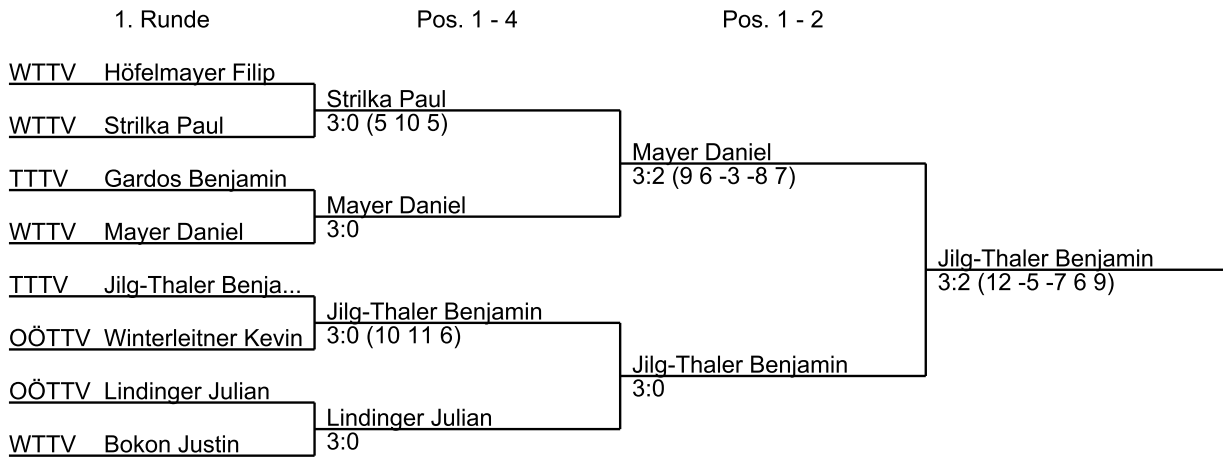 1. Runde Pos. 1 - 4 Pos. 1 - 2
WTTV Höfelmayer Filip
Strilka Paul
3:0 (5 10 5)
WTTV Strilka Paul
Mayer Daniel
3:2 (9 6 -3 -8 7)
TTTV Gardos Benjamin
Mayer Daniel
3:0
WTTV Mayer Daniel
Jilg-Thaler Benjamin
3:2 (12 -5 -7 6 9)
TTTV Jilg-Thaler Benja...
Jilg-Thaler Benjamin
3:0 (10 11 6)
OÖTTV Winterleitner Kevin
Jilg-Thaler Benjamin
3:0
OÖTTV Lindinger Julian
Lindinger Julian
3:0
WTTV Bokon Justin